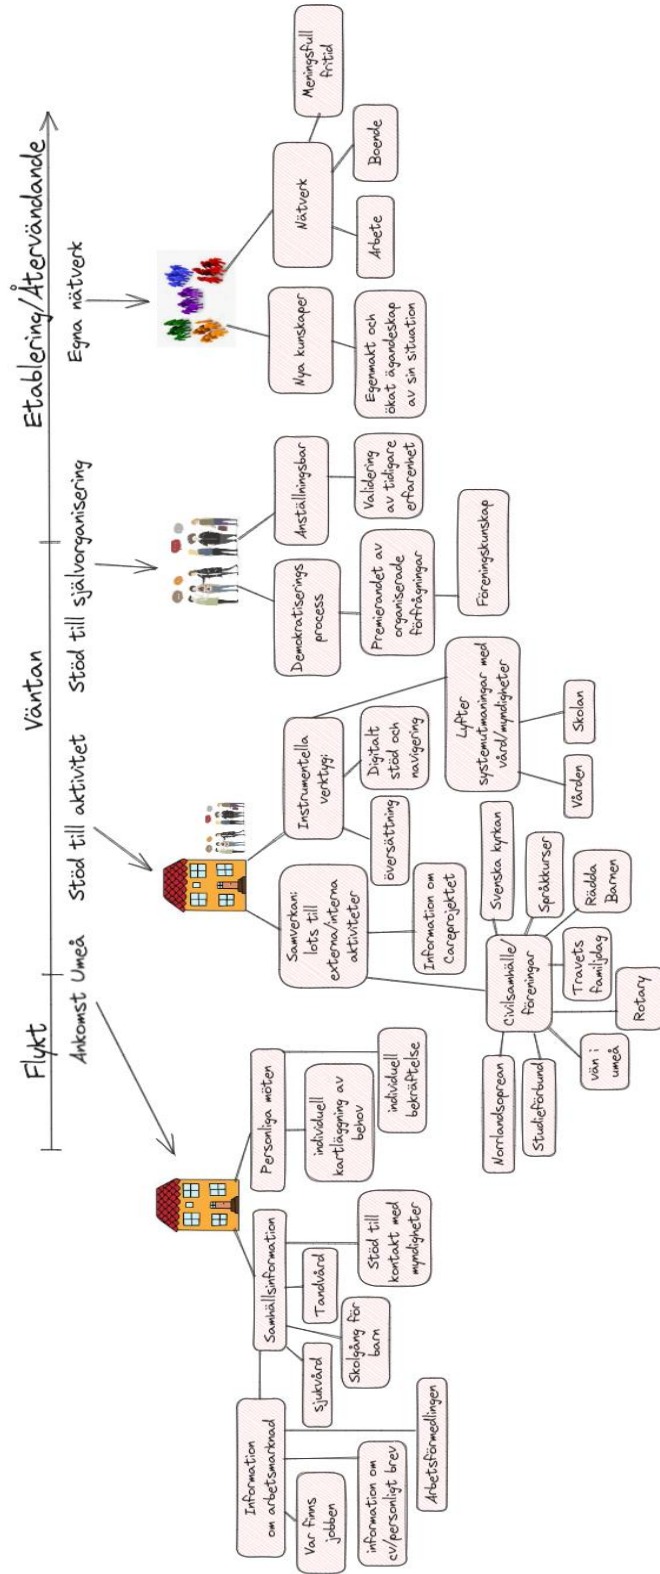 Flykt
Väntan
Etablering/Återvändande
Ankomst Umeå
Stöd till aktivitet
Stöd till självorganisering
Egna nätverk
Information
om arbetsmarknad
Var finns
jobben
information om
cv/personligt brev
Arbetsförmedlingen
Samhällsinformation
sjukvård
Skolgång för
barn
Tandvård
Stöd till
kontakt med
myndigheter
Personliga möten
individuell
kartläggning av
behov
individuell
bekräftelse
Samverkan:
lots till
externa/interna
aktiviteter
Information om
Careprojektet
Civilsamhälle/
föreningar
Norrlandsoprean
Studieförbund
vän i
umeå
Rotary
Travets
familjdag
Rädda
Barnen
Språkkurser
Svenska kyrkan
Instrumentella
verktyg:
översättning
Digitalt
stöd och
navigering
Lyfter
systemutmaningar med
vård/myndigheter
Vården
Skolan
Demokratiserings
process
Premierandet av
organiserade
förfrågningar
Föreningskunskap
Anställningsbar
Validering
av tidigare
erfarenhet
Nya kunskaper
Egenmakt och
ökat ägandeskap
av sin situation
Nätverk
Arbete
Boende
Meningsfull
fritid